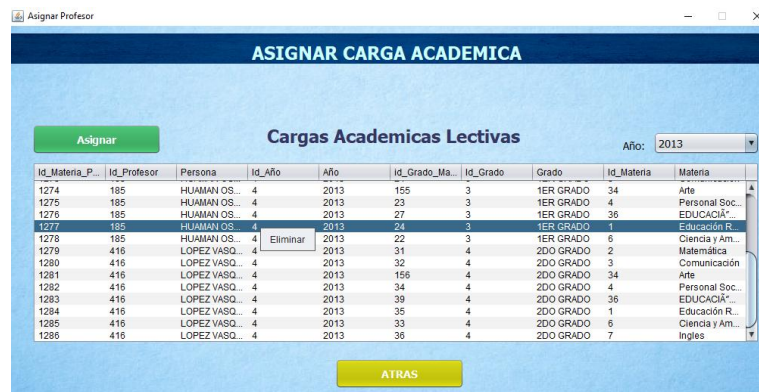 Asignar Profesor
ASIGNAR CARGA ACADEMICA
Asignar
Cargas Academicas Lectivas
Año: 2013
Id_Materia_P... Id_Profesor Persona Id_Año Año id_Grado_Ma... Id_Grado Grado Id_Materia Materia
1274 185 HUAMAN OS... 4 2013 155 3 1ER GRADO 34 Arte
1275 185 HUAMAN OS... 4 2013 23 3 1ER GRADO 4 Personal Soc...
1276 185 HUAMAN OS... 4 2013 27 3 1ER GRADO 36 EDUCACIÃ“...
1277 185 HUAMAN OS... 4 2013 24 3 1ER GRADO 1 Educación R...
Eliminar
1278 185 HUAMAN OS... 4 2013 22 3 1ER GRADO 6 Ciencia y Am...
1279 416 LOPEZ VASQ... 4 2013 31 4 2DO GRADO 2 Matemática
1280 416 LOPEZ VASQ... 4 2013 32 4 2DO GRADO 3 Comunicación
1281 416 LOPEZ VASQ... 4 2013 156 4 2DO GRADO 34 Arte
1282 416 LOPEZ VASQ... 4 2013 34 4 2DO GRADO 4 Personal Soc...
1283 416 LOPEZ VASQ... 4 2013 39 4 2DO GRADO 36 EDUCACIÃ“...
1284 416 LOPEZ VASQ... 4 2013 35 4 2DO GRADO 1 Educación R...
1285 416 LOPEZ VASQ... 4 2013 33 4 2DO GRADO 6 Ciencia y Am...
1286 416 LOPEZ VASQ... 4 2013 36 4 2DO GRADO 7 Ingles
ATRAS